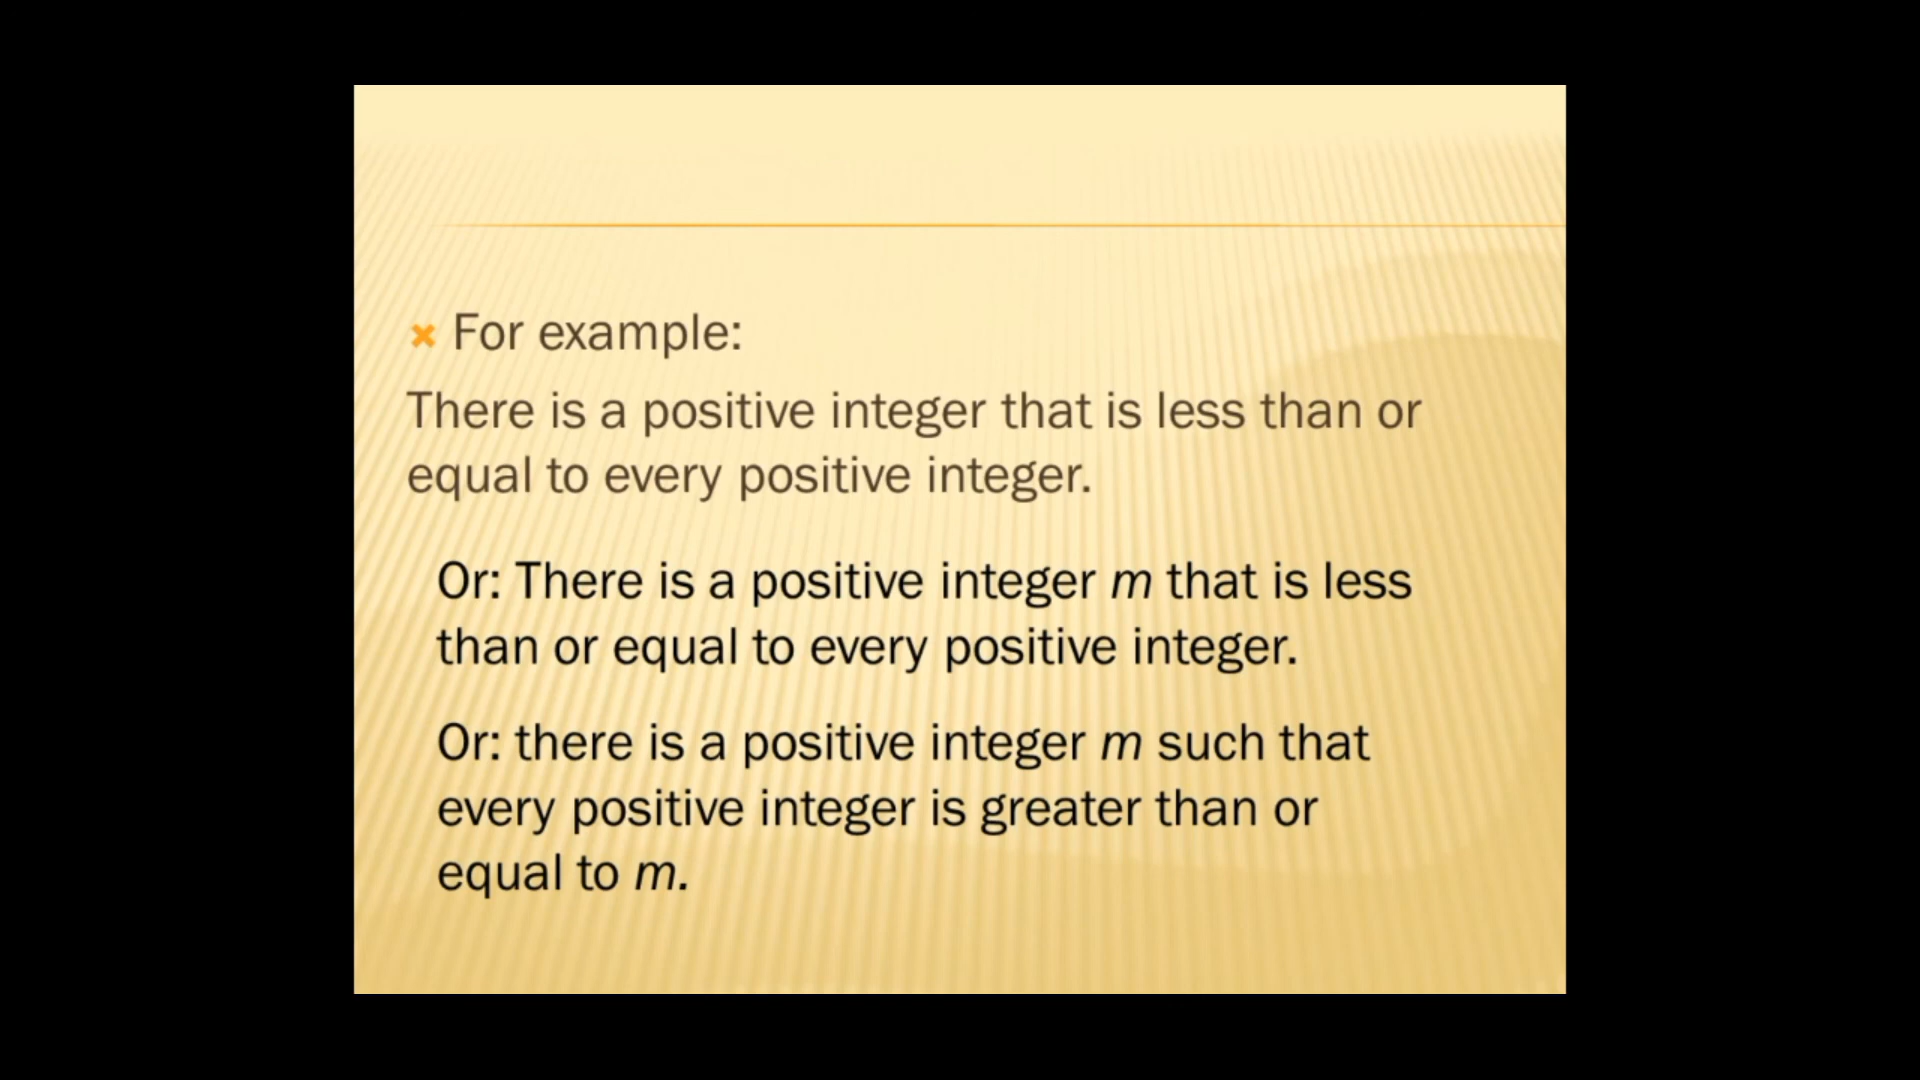 For example:
There is a positive integer that is less than or
equal to every positive integer.
Or: There is a positive integer m that is less
than or equal to every positive integer.
Or: there is a positive integer m such that
every positive integer is greater than or
equal to m.